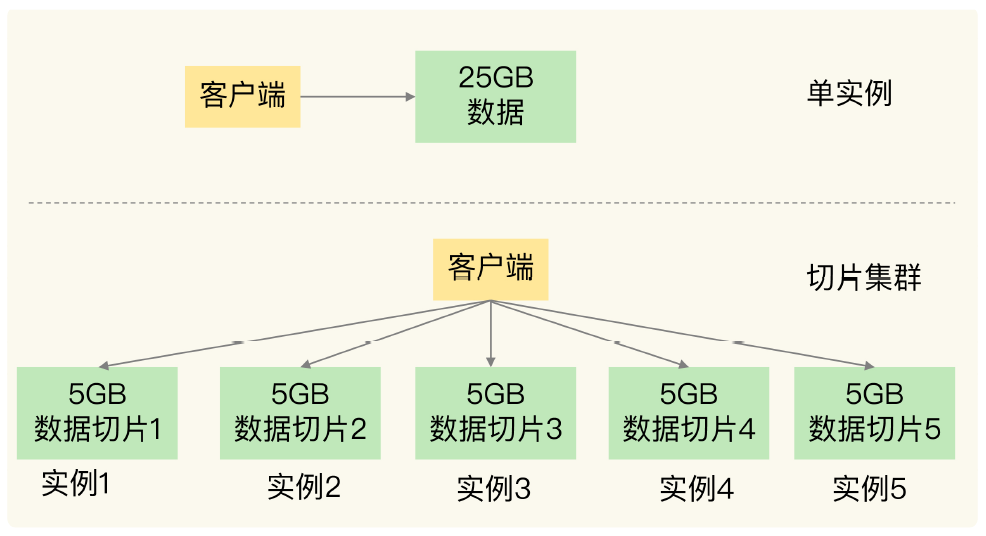 客户端
25GB
数据
单实例
客户端
切片集群
5GB
数据切片1
5GB
数据切片2
5GB
数据切片3
5GB
数据切片4
5GB
数据切片5
实例1
实例2
实例3
实例4
实例5